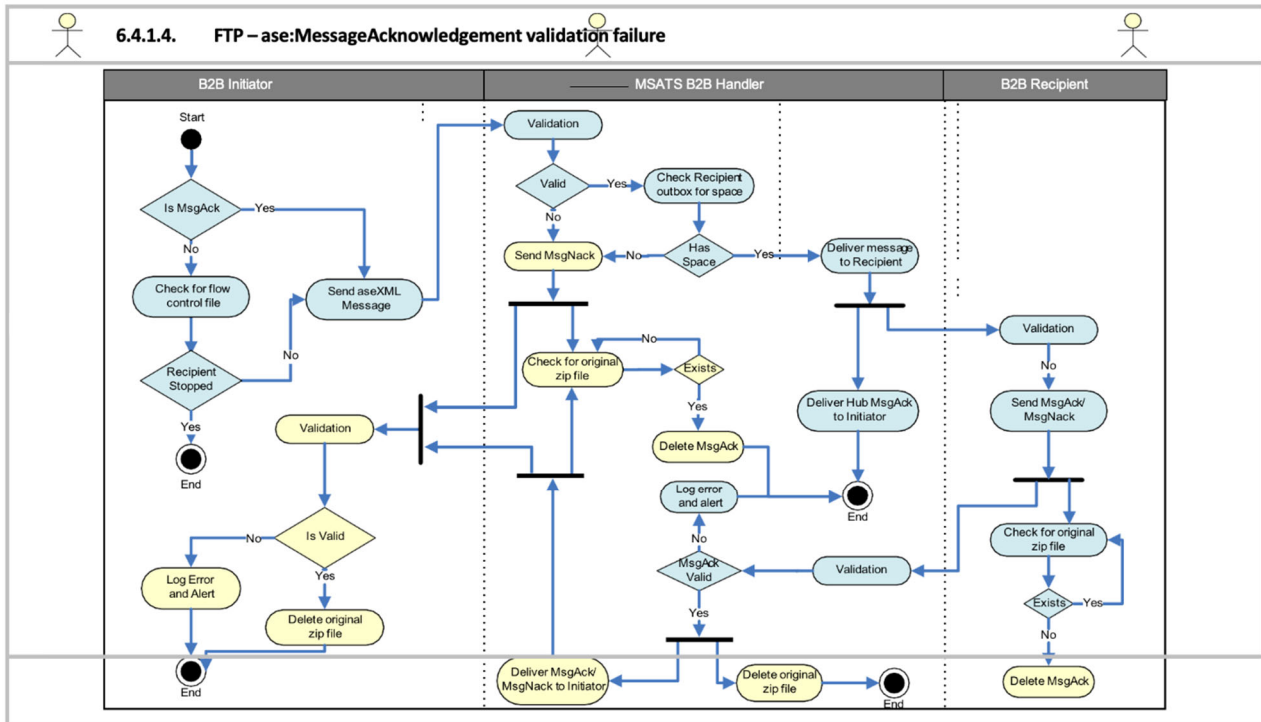 6.4.1.4. FTP – ase:MessageAcknowledgement validation failure
B2B Initiator
MSATS B2B Handler
B2B Recipient
Start
Is MsgAck
Yes
No
Check for flow
control file
Recipient
Stopped
No
Yes
End
Send aseXML
Message
Validation
Is Valid
No
Yes
Log Error
and Alert
Delete original
zip file
End
Validation
Valid
Yes
No
Check Recipient
outbox for space
Has
Space
No
Yes
Send MsgNack
Deliver message
to Recipient
Check for original
zip file
No
Exists
Yes
Delete MsgAck
Deliver Hub MsgAck
to Initiator
End
Log error
and alert
No
MsgAck
Valid
Yes
Validation
Deliver MsgAck/
MsgNack to Initiator
Delete original
zip file
End
Validation
No
Send MsgAck/
MsgNack
Check for original
zip file
Exists
Yes
No
Delete MsgAck